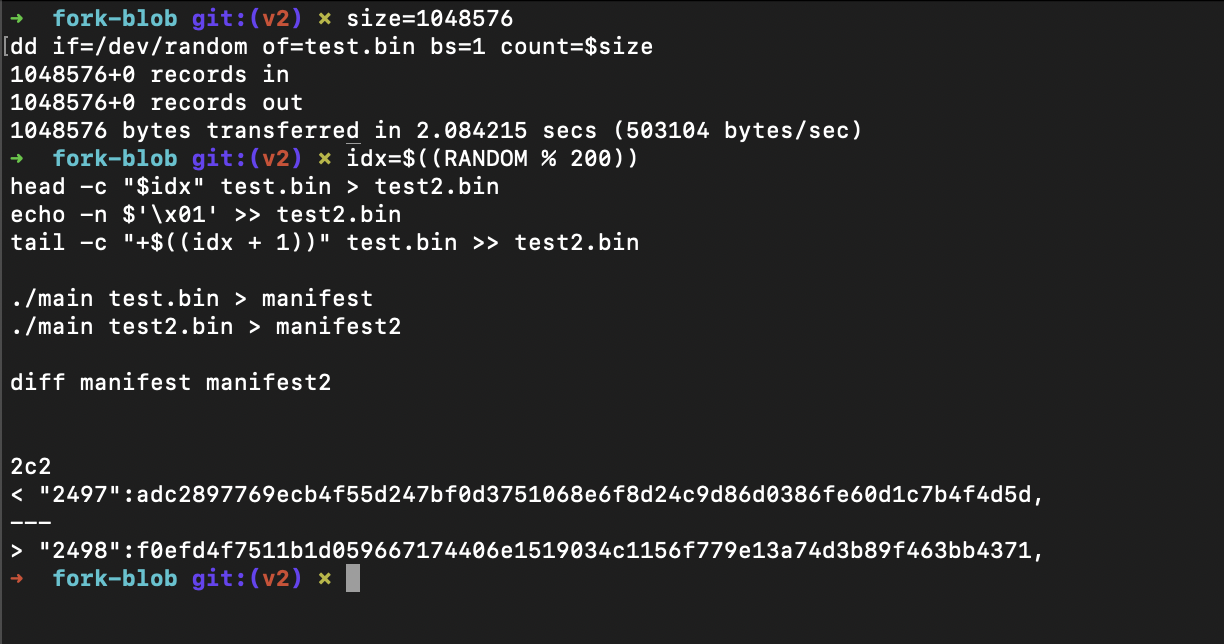 ➜  fork-blob git:(v2) ✗ size=1048576
dd if=/dev/random of=test.bin bs=1 count=$size
1048576+0 records in
1048576+0 records out
1048576 bytes transferred in 2.084215 secs (503104 bytes/sec)
➜  fork-blob git:(v2) ✗ idx=$((RANDOM % 200))
head -c "$idx" test.bin > test2.bin
echo -n $'\x01' >> test2.bin
tail -c "+$((idx + 1))" test.bin >> test2.bin
./main test.bin > manifest
./main test2.bin > manifest2
diff manifest manifest2
2c2
< "2497":adc2897769ecb4f55d247bf0d3751068e6f8d24c9d86d0386fe60d1c7b4f4d5d,
---
> "2498":f0efd4f7511b1d059667174406e1519034c1156f779e13a74d3b89f463bb4371,
➜  fork-blob git:(v2) ✗